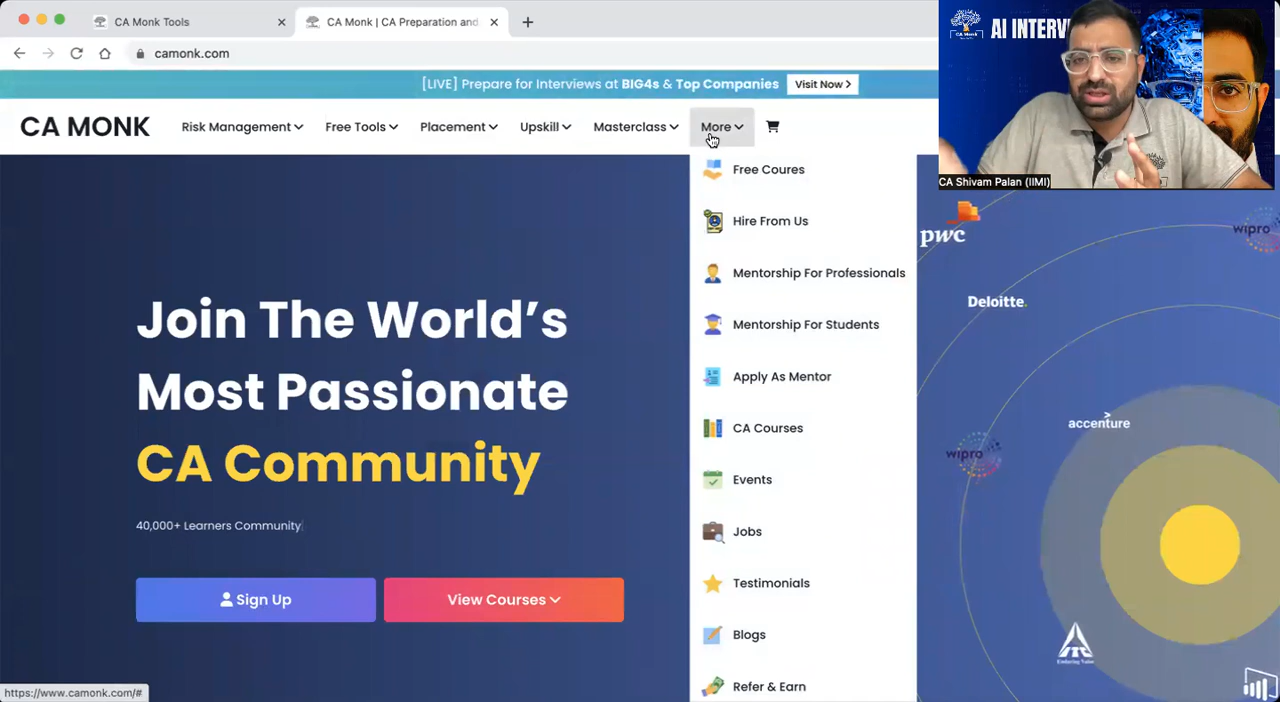 CA Monk Tools
CA Monk | CA Preparation and
camonk.com
[LIVE] Prepare for Interviews at BIG4s & Top Companies
Visit Now
CA MONK
Risk Management
Free Tools
Placement
Upskill
Masterclass
More
Free Coures
Hire From Us
Mentorship For Professionals
Mentorship For Students
Apply As Mentor
CA Courses
Events
Jobs
Testimonials
Blogs
Refer & Earn
Join The World's
Most Passionate
CA Community
40,000+ Learners Community
Sign Up
View Courses
https://www.camonk.com/#
CA Monk
AI INTERV
CA Shivam Palan (IIMI)
pwc
wipro
Deloitte.
accenture
wipro